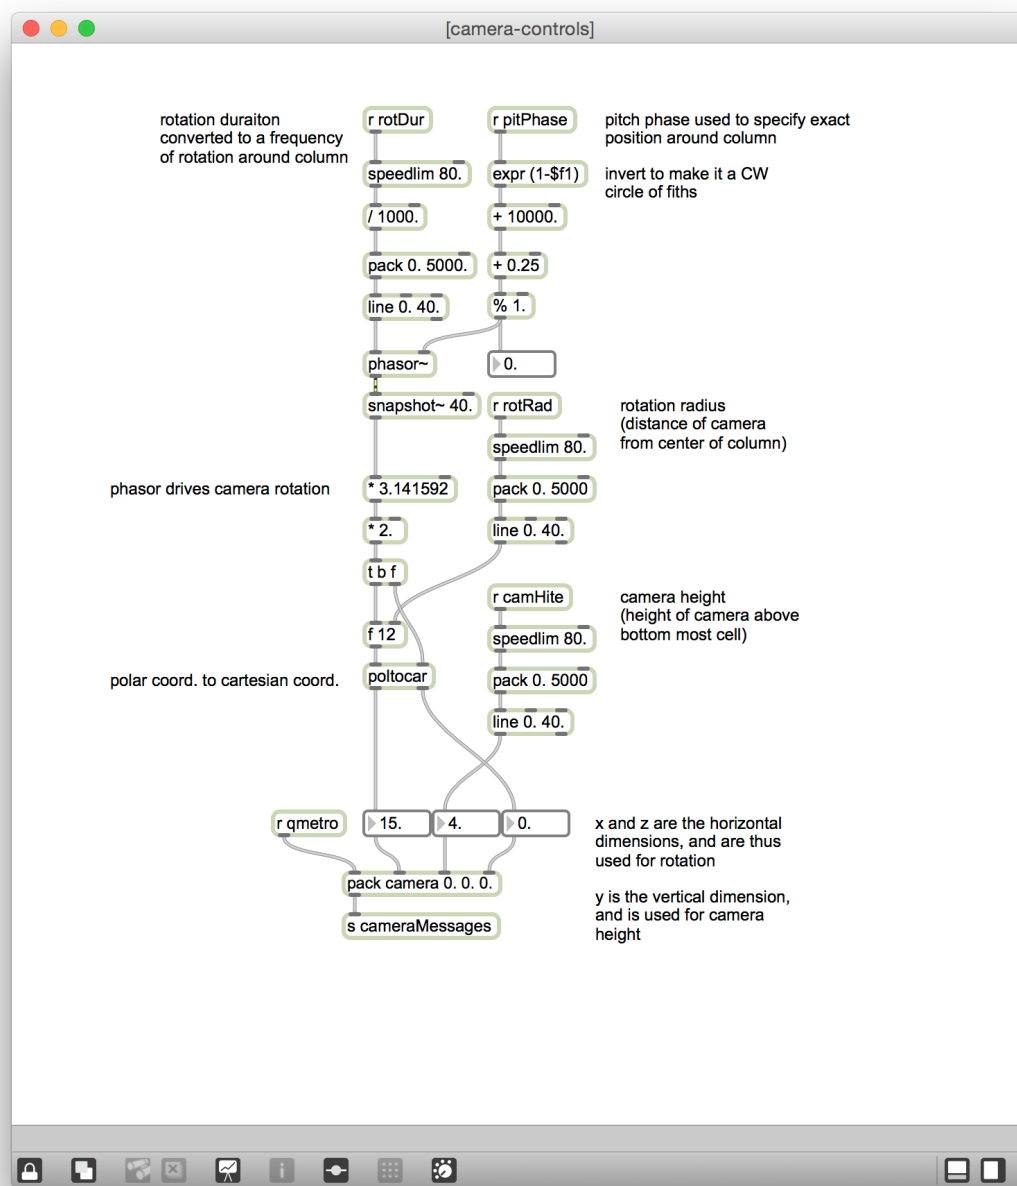 [camera-controls]
rotation duraiton
converted to a frequency
of rotation around column
r rotDur
r pitPhase
pitch phase used to specify exact
position around column
speedlim 80.
expr (1-$f1)
invert to make it a CW
circle of fiths
/ 1000.
+ 10000.
pack 0. 5000.
+ 0.25
line 0. 40.
% 1.
phasor~
0.
snapshot~ 40.
r rotRad
rotation radius
(distance of camera
from center of column)
speedlim 80.
phasor drives camera rotation
* 3.141592
pack 0. 5000
* 2.
line 0. 40.
t b f
r camHite
camera height
(height of camera above
bottom most cell)
f 12
speedlim 80.
polar coord. to cartesian coord.
poltocar
pack 0. 5000
line 0. 40.
r qmetro
15.
4.
0.
x and z are the horizontal
dimensions, and are thus
used for rotation
pack camera 0. 0. 0.
y is the vertical dimension,
and is used for camera
height
s cameraMessages